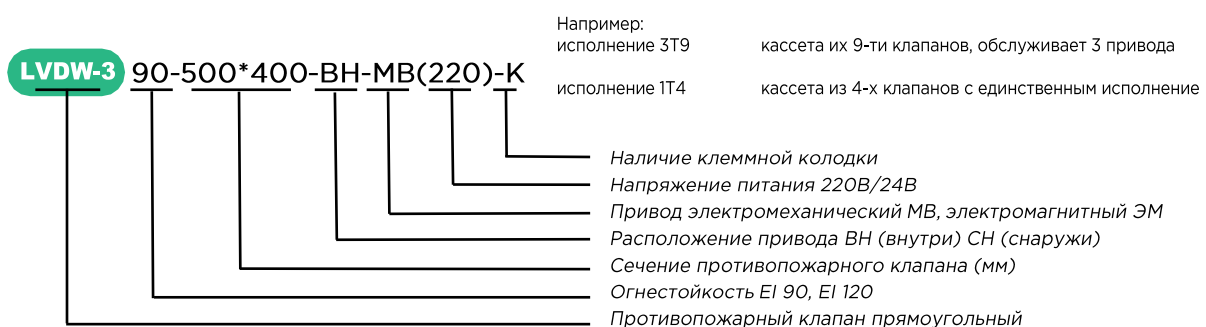 Например:
исполнение 3Т9 кассета их 9-ти клапанов, обслуживает 3 привода
LVDW-3 90-500*400-ВН-МВ(220)-К
исполнение 1Т4 кассета из 4-х клапанов с единственным исполнение
Наличие клеммной колодки
Напряжение питания 220В/24В
Привод электромеханический МВ, электромагнитный ЭМ
Расположение привода ВН (внутри) СН (снаружи)
Сечение противопожарного клапана (мм)
Огнестойкость EI 90, EI 120
Противопожарный клапан прямоугольный